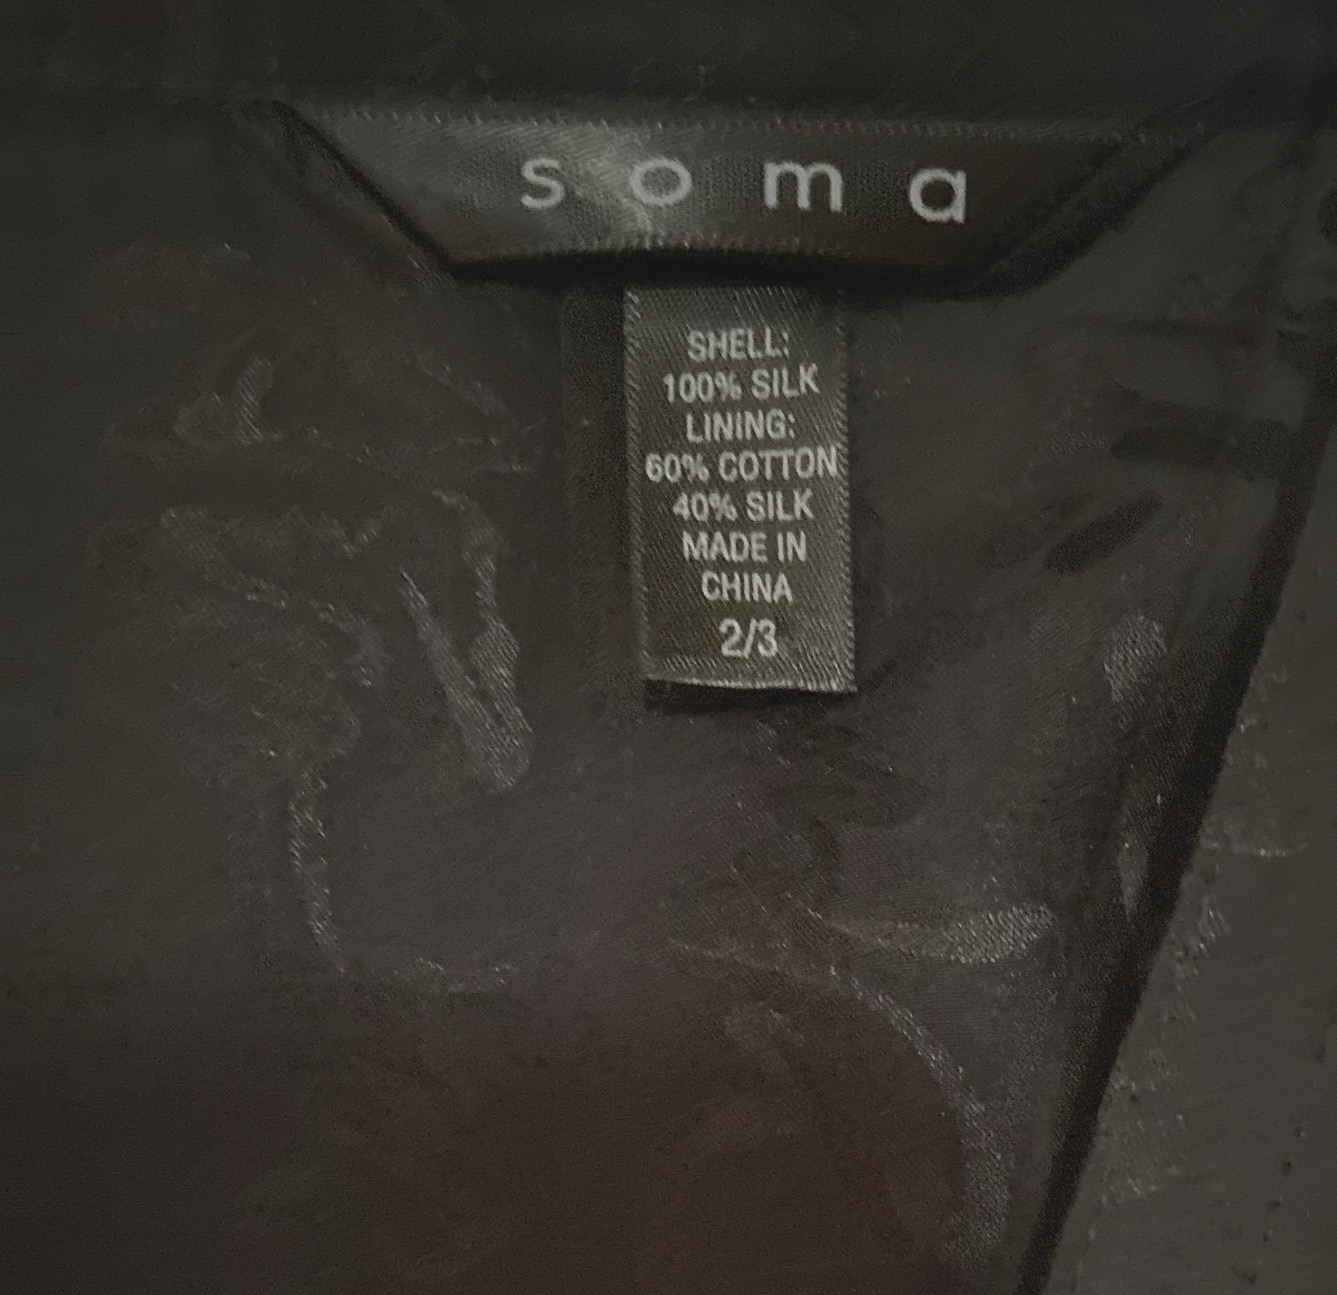 soma
SHELL:
100% SILK
LINING:
60% COTTON
40% SILK
MADE IN
CHINA
2/3